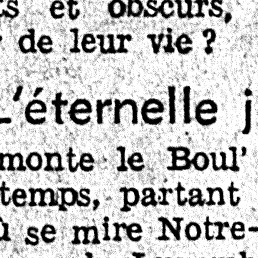 et obscurs,
de leur vie ?
L'éternelle
monte le Boul'
temps, partant
se mire Notre-